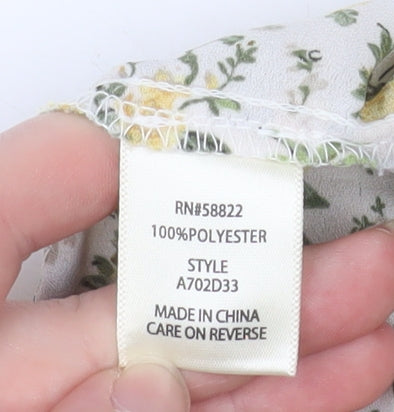 RN#58822
100%POLYESTER
STYLE
A702D33
MADE IN CHINA
CARE ON REVERSE